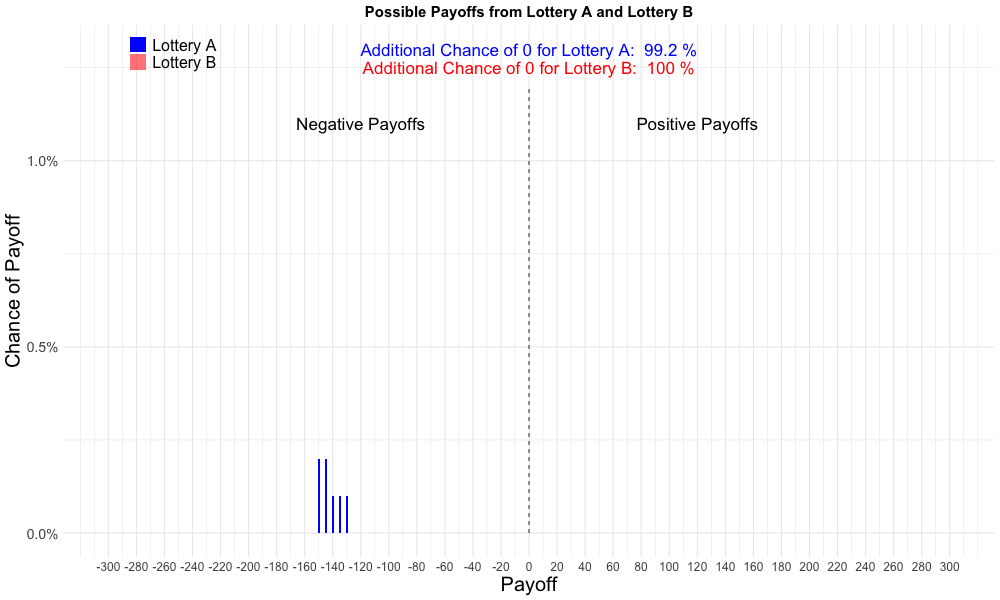 Possible Payoffs from Lottery A and Lottery B
Lottery A
Lottery B
Additional Chance of 0 for Lottery A:  99.2 %
Additional Chance of 0 for Lottery B:  100 %
Negative Payoffs
Positive Payoffs
Chance of Payoff
1.0%
0.5%
0.0%
-300 -280 -260 -240 -220 -200 -180 -160 -140 -120 -100 -80 -60 -40 -20 0 20 40 60 80 100 120 140 160 180 200 220 240 260 280 300
Payoff